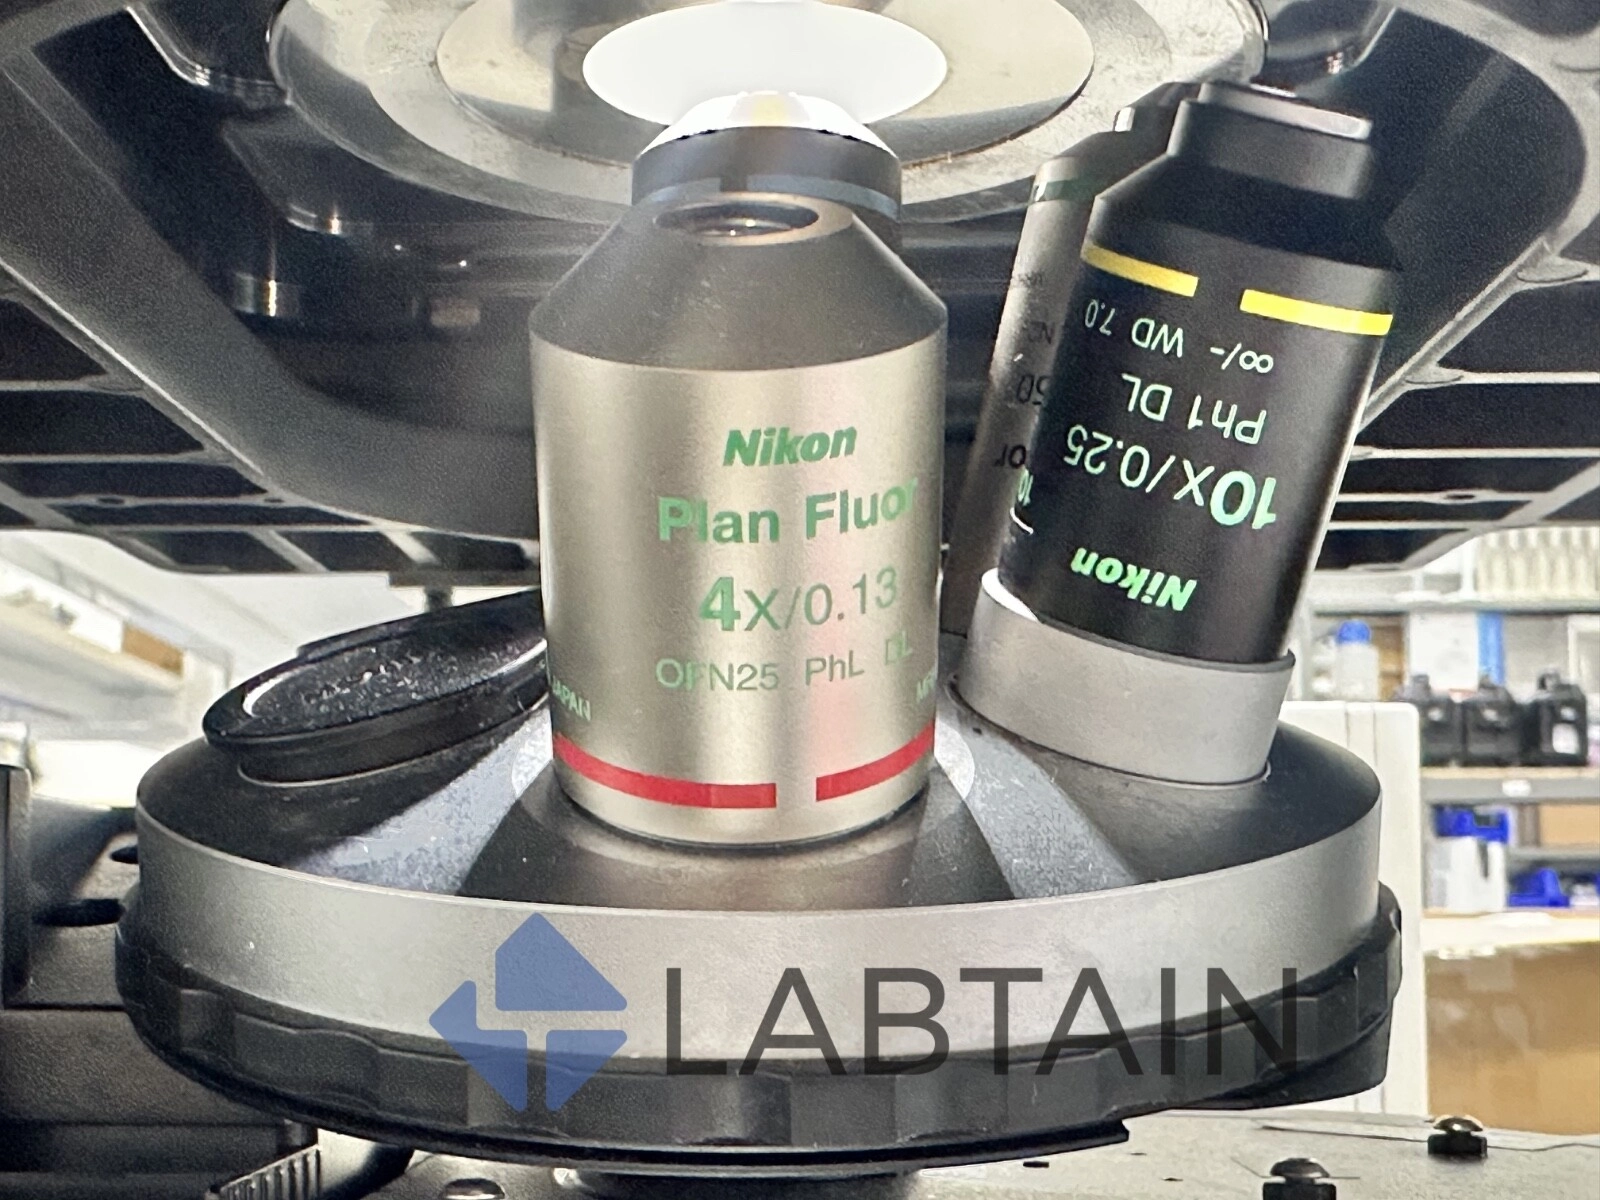 Nikon
Plan Fluor
4x/0.13
OFN25 PhL DL
JAPAN
∞/- WD 7.0
Ph1 DL
10x/0.25
Nikon
LABTAIN